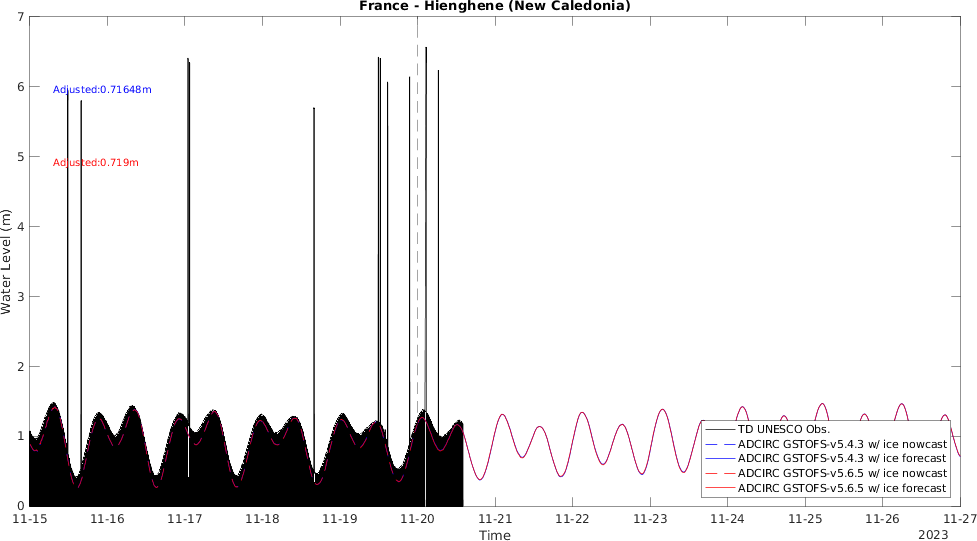 France - Hienghene (New Caledonia)
7
6
5
4
3
2
1
0
Water Level (m)
Adjusted:0.71648m
Adjusted:0.719m
TD UNESCO Obs.
ADCIRC GSTOFS-v5.4.3 w/ ice nowcast
ADCIRC GSTOFS-v5.4.3 w/ ice forecast
ADCIRC GSTOFS-v5.6.5 w/ ice nowcast
ADCIRC GSTOFS-v5.6.5 w/ ice forecast
11-15 11-16 11-17 11-18 11-19 11-20 11-21 11-22 11-23 11-24 11-25 11-26 11-27
Time
2023